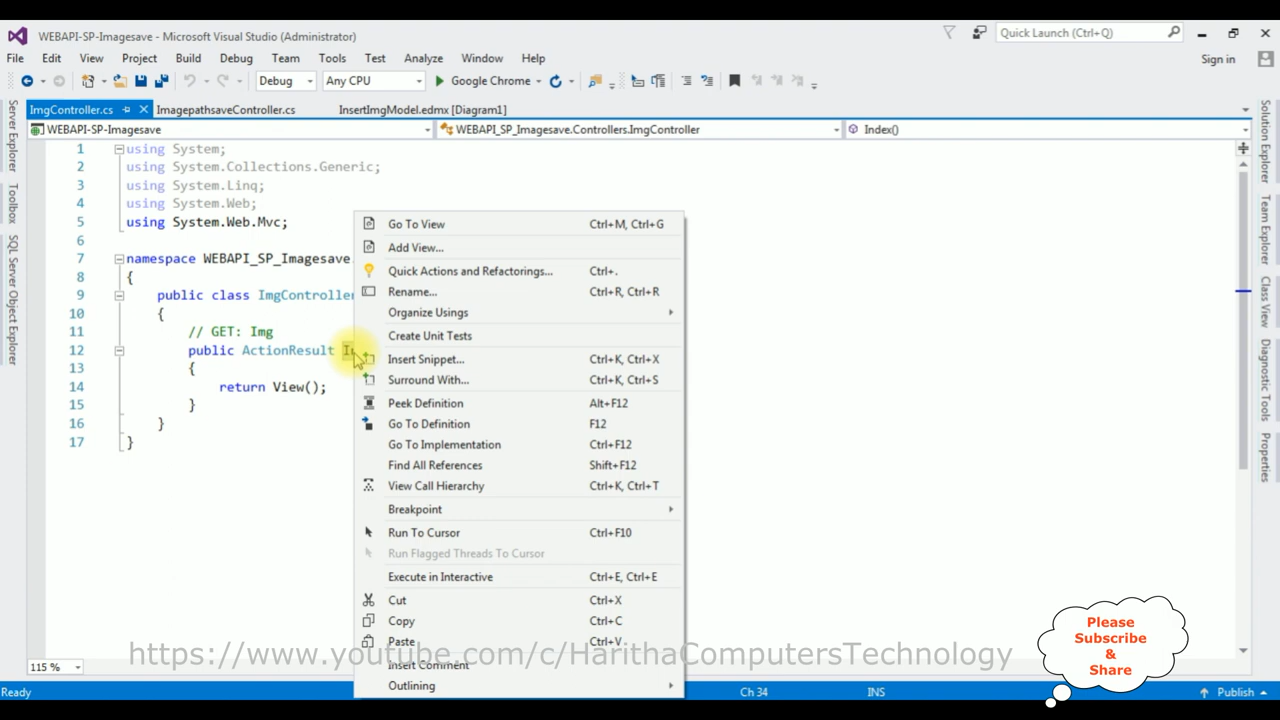 WEBAPI-SP-Imagesave - Microsoft Visual Studio (Administrator)
Quick Launch (Ctrl+Q)
File Edit View Project Build Debug Team Tools Test Analyze Window Help
Sign in
Debug Any CPU Google Chrome
ImgController.cs ImagepathsaveController.cs InsertImgModel.edmx [Diagram1]
WEBAPI-SP-Imagesave WEBAPI_SP_Imagesave.Controllers.ImgController Index()
Server Explorer
Toolbox
SQL Server Object Explorer
1 using System;
2 using System.Collections.Generic;
3 using System.Linq;
4 using System.Web;
5 using System.Web.Mvc;
6
7 namespace WEBAPI_SP_Imagesave.
8 {
9 public class ImgController
10 {
11 // GET: Img
12 public ActionResult
13 {
14 return View();
15 }
16 }
17 }
Go To View Ctrl+M, Ctrl+G
Add View...
Quick Actions and Refactorings... Ctrl+.
Rename... Ctrl+R, Ctrl+R
Organize Usings
Create Unit Tests
Insert Snippet... Ctrl+K, Ctrl+X
Surround With... Ctrl+K, Ctrl+S
Peek Definition Alt+F12
Go To Definition F12
Go To Implementation Ctrl+F12
Find All References Shift+F12
View Call Hierarchy Ctrl+K, Ctrl+T
Breakpoint
Run To Cursor Ctrl+F10
Run Flagged Threads To Cursor
Execute in Interactive Ctrl+E, Ctrl+E
Cut Ctrl+X
Copy Ctrl+C
Paste Ctrl+V
Insert Comment
Outlining
Solution Explorer
Team Explorer
Class View
Diagnostic Tools
Properties
https://www.youtube.com/c/HarithaComputersTechnology
Please
Subscribe
&
Share
115 %
Ready Ch 34 INS Publish